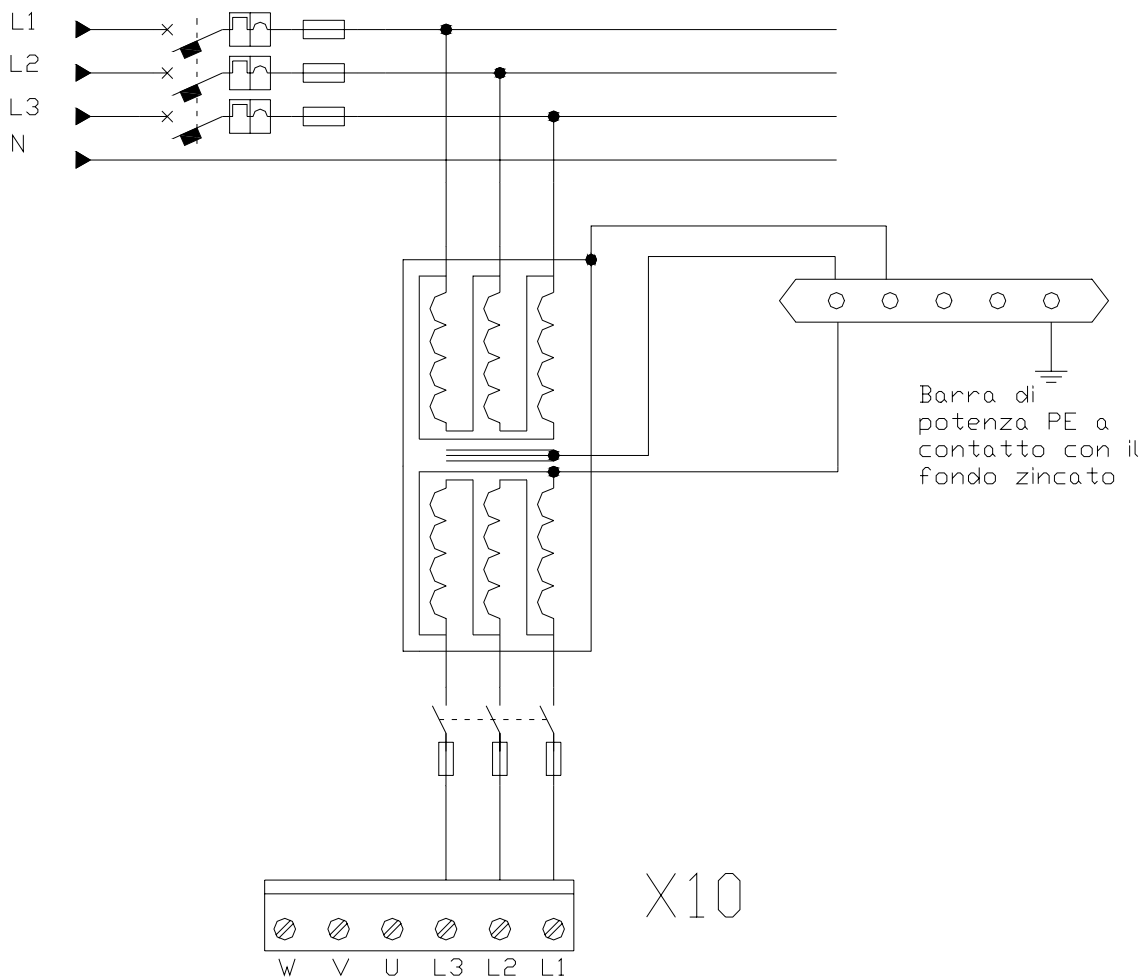 L1
L2
L3
N
Barra di
potenza PE a
contatto con il
fondo zincato
X10
W V U L3 L2 L1